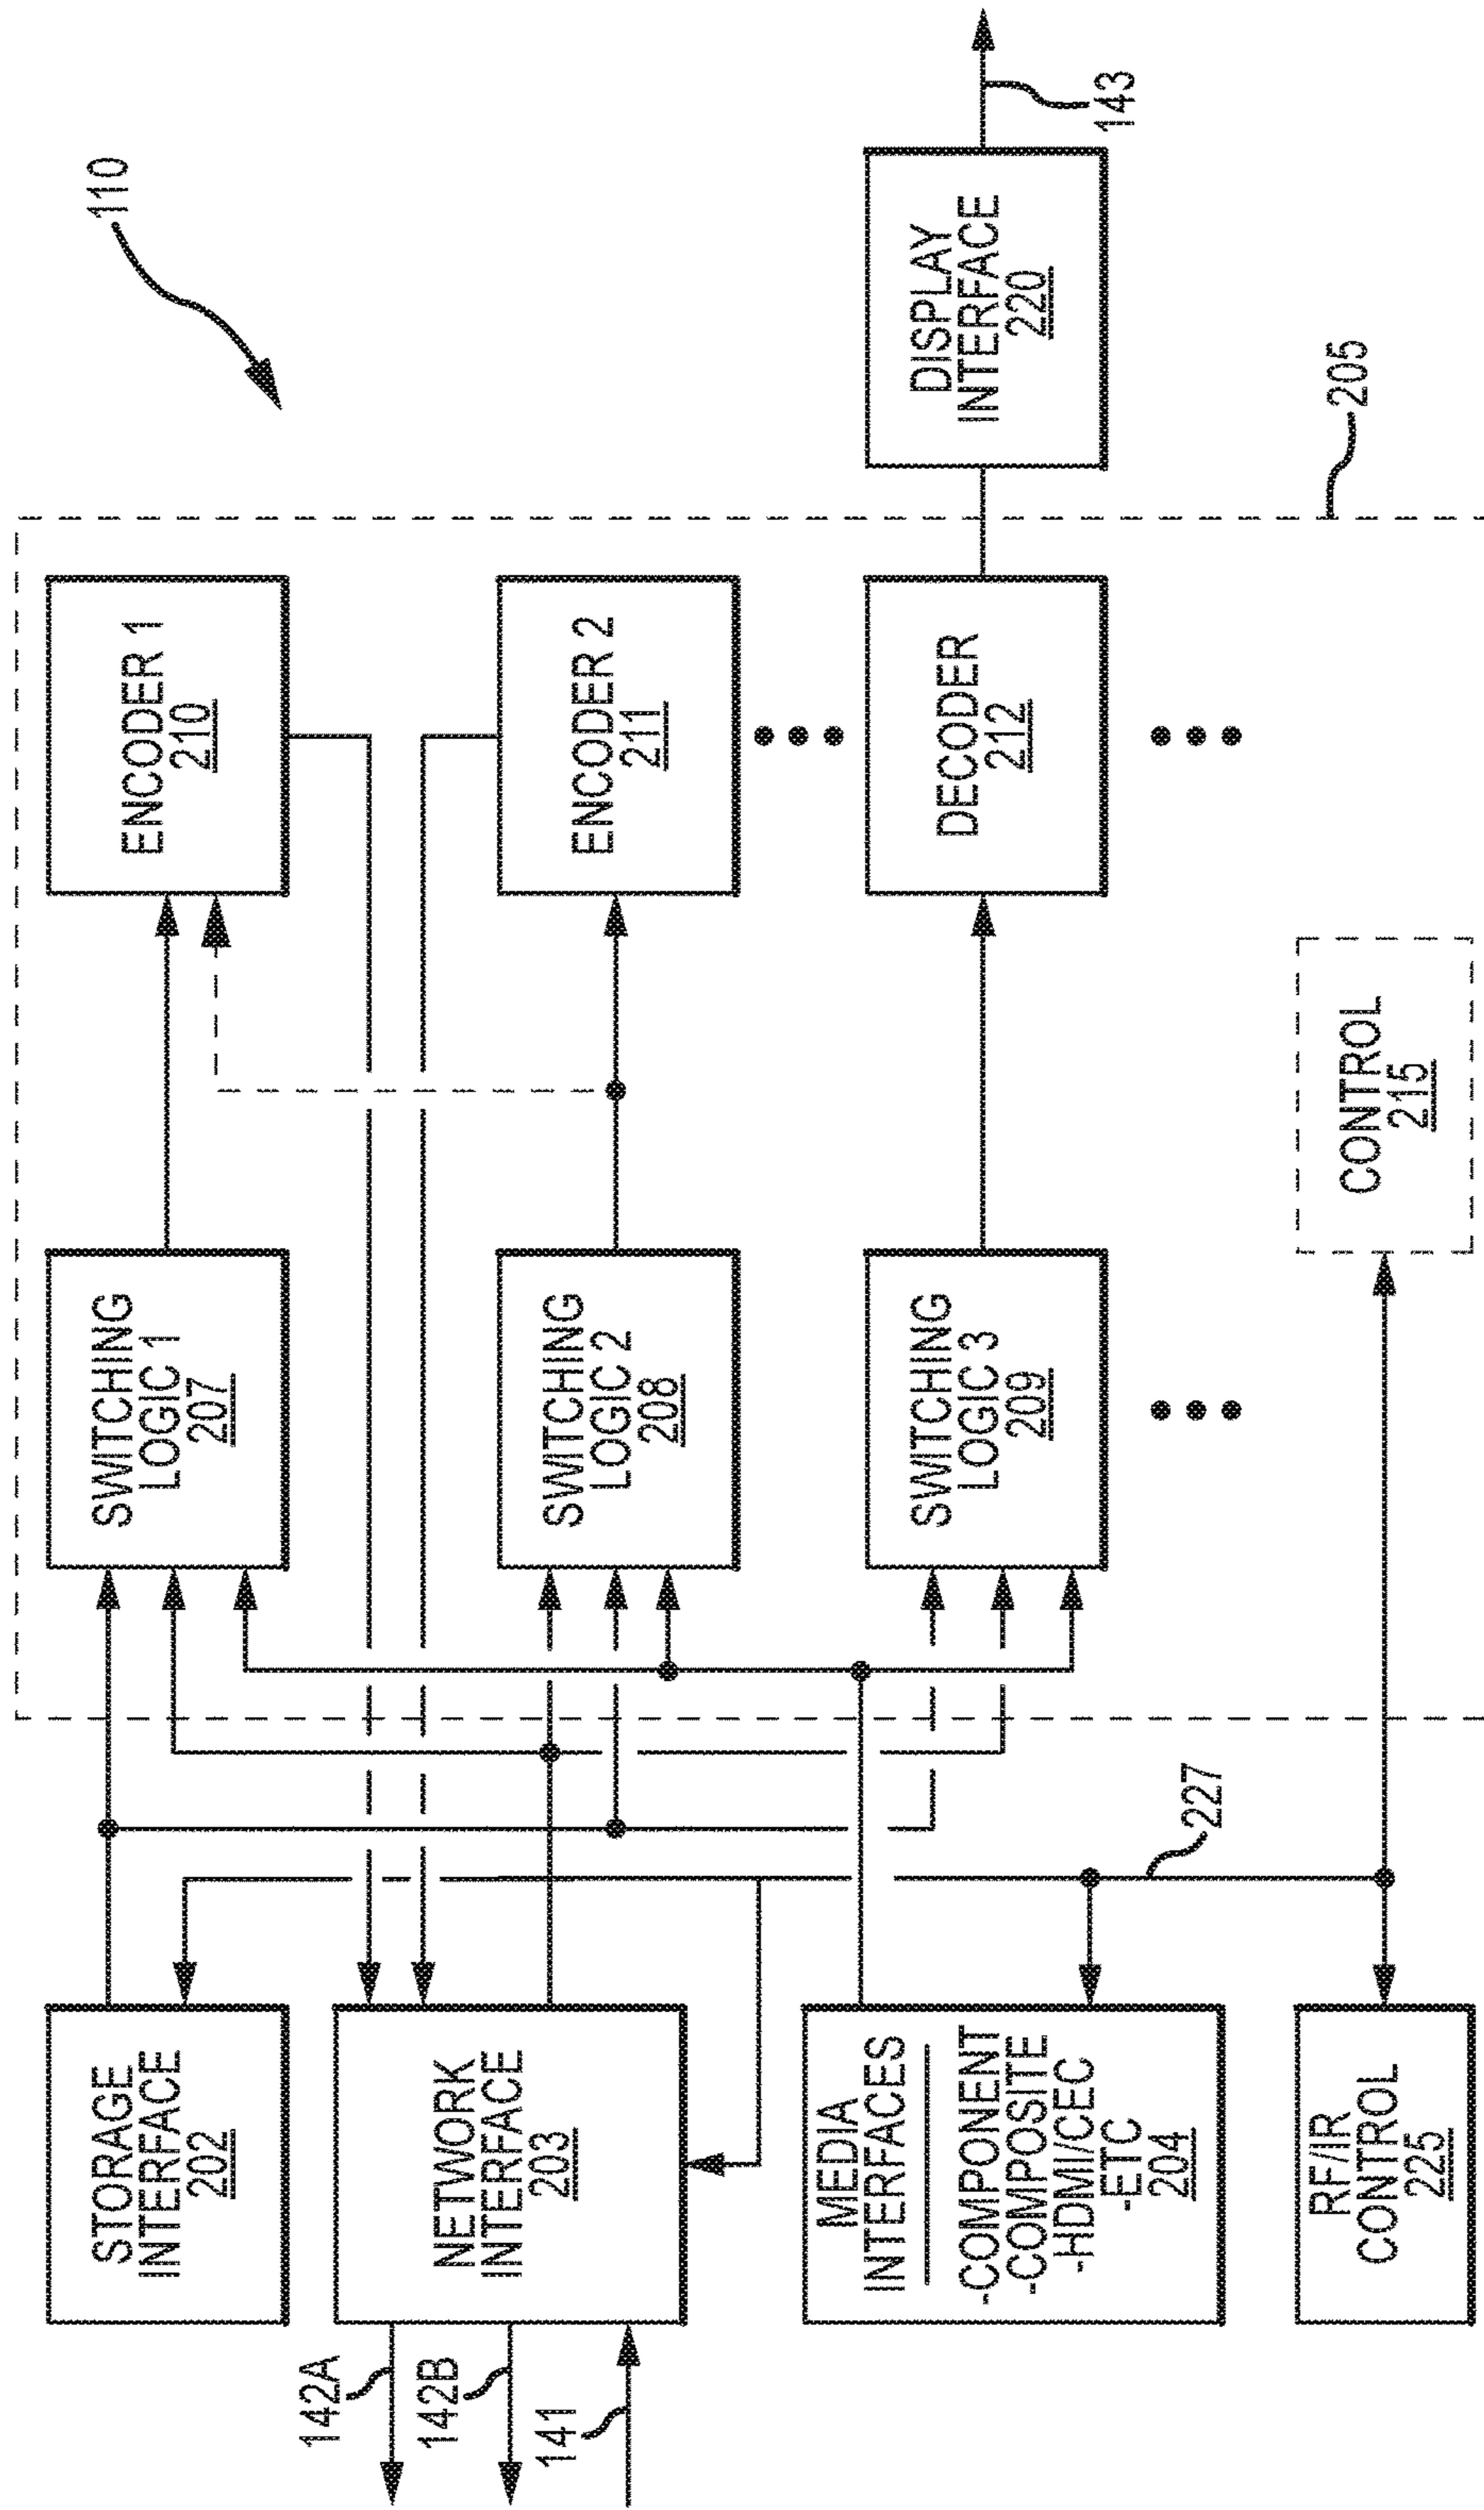 110
STORAGE
INTERFACE
202
SWITCHING
LOGIC 1
207
ENCODER 1
210
142A
142B
141
NETWORK
INTERFACE
203
SWITCHING
LOGIC 2
208
ENCODER 2
211
MEDIA
INTERFACES
-COMPONENT
-COMPOSITE
-HDMI/CEC
-ETC
204
SWITCHING
LOGIC 3
209
DECODER
212
DISPLAY
INTERFACE
220
143
227
RF/IR
CONTROL
225
CONTROL
215
205